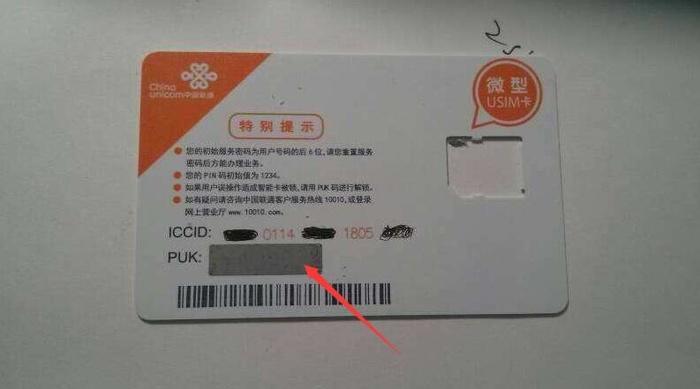 2S
China
unicom中国联通
微型
USIM卡
特别提示
您的初始服务密码为用户号码的后6位,请您重置服务
密码后方能办理业务。
您的PIN码初始值为1234。
如果用户误操作造成智能卡被锁,请用PUK码进行解锁。
如有疑问请咨询中国联通客户服务热线10010,或登录
网上营业厅www.10010.com。
ICCID: 0114 1805
PUK: